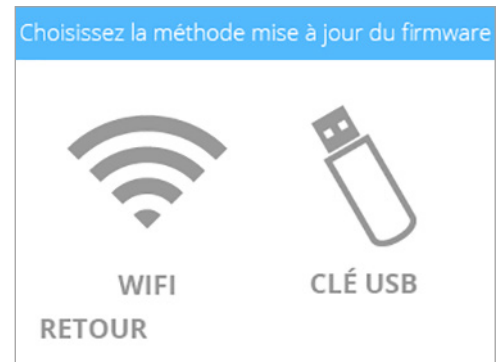 Choisissez la méthode mise à jour du firmware
WIFI
CLÉ USB
RETOUR